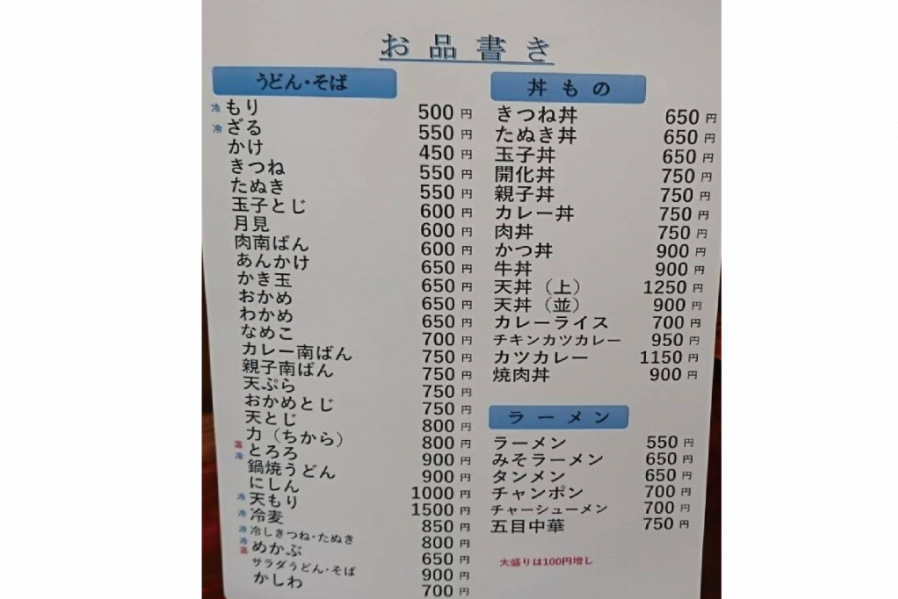 お品書き
うどん・そば
冷 もり 500円
冷 ざる 550円
かけ 450円
きつね 550円
たぬき 550円
玉子とじ 600円
月見 600円
肉南ばん 600円
あんかけ 650円
かき玉 650円
おかめ 650円
わかめ 650円
なめこ 700円
カレー南ばん 750円
親子南ばん 750円
天ぷら 750円
おかめとじ 750円
天とじ 800円
力（ちから） 800円
温 冷 とろろ 900円
鍋焼うどん 900円
にしん 1000円
冷 天もり 1500円
冷 冷麦 850円
冷 冷しきつね・たぬき 800円
冷 温 めかぶ 650円
サラダうどん・そば 900円
かしわ 700円
丼もの
きつね丼 650円
たぬき丼 650円
玉子丼 650円
開化丼 750円
親子丼 750円
カレー丼 750円
肉丼 750円
かつ丼 900円
牛丼 900円
天丼（上） 1250円
天丼（並） 900円
カレーライス 700円
チキンカツカレー 950円
カツカレー 1150円
焼肉丼 900円
ラーメン
ラーメン 550円
みそラーメン 650円
タンメン 650円
チャンポン 700円
チャーシューメン 700円
五目中華 750円
大盛りは100円増し